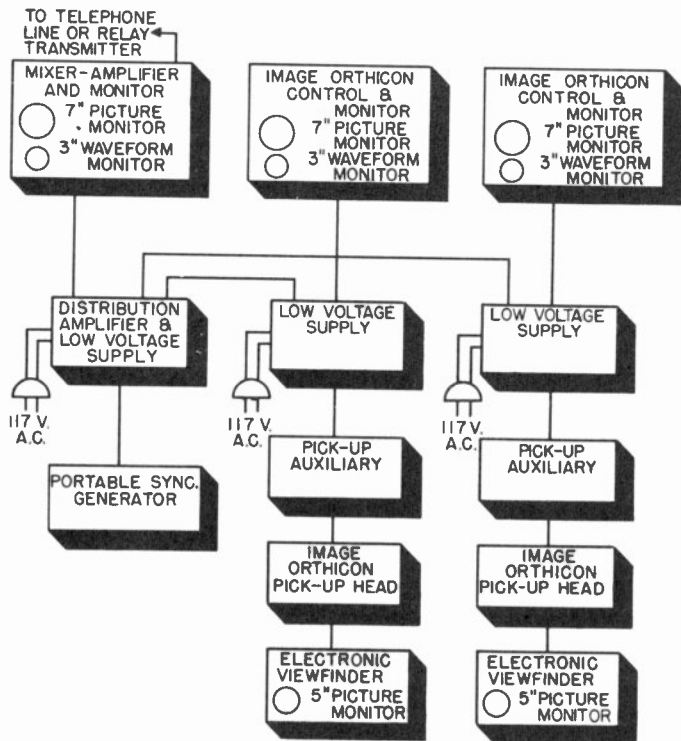 TO TELEPHONE
LINE OR RELAY
TRANSMITTER
MIXER-AMPLIFIER
AND MONITOR
7" PICTURE
MONITOR
3" WAVEFORM
MONITOR
IMAGE ORTHICON
CONTROL &
MONITOR
7" PICTURE
MONITOR
3" WAVEFORM
MONITOR
IMAGE ORTHICON
CONTROL &
MONITOR
7" PICTURE
MONITOR
3" WAVEFORM
MONITOR
DISTRIBUTION
AMPLIFIER &
LOW VOLTAGE
SUPPLY
117 V.
A.C.
LOW VOLTAGE
SUPPLY
117 V.
A.C.
LOW VOLTAGE
SUPPLY
117 V.
A.C.
PORTABLE SYNC.
GENERATOR
PICK-UP
AUXILIARY
PICK-UP
AUXILIARY
IMAGE
ORTHICON
PICK-UP HEAD
IMAGE
ORTHICON
PICK-UP HEAD
ELECTRONIC
VIEWFINDER
5" PICTURE
MONITOR
ELECTRONIC
VIEWFINDER
5" PICTURE
MONITOR